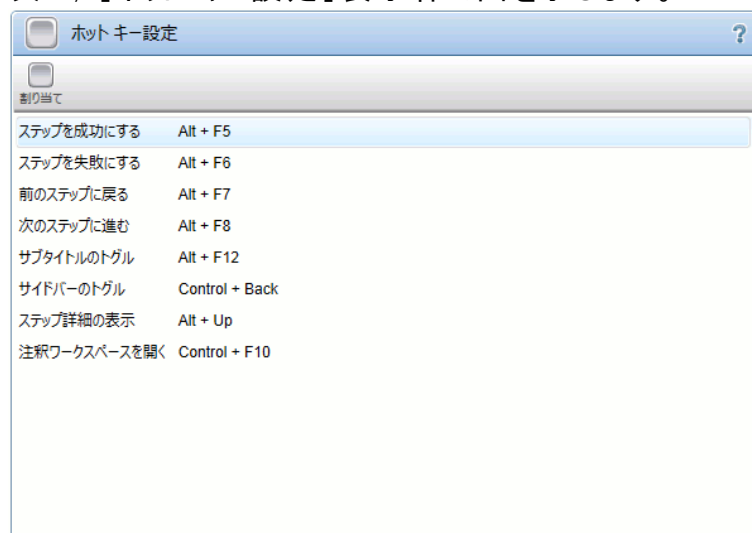 ホット キー設定
?
割り当て
ステップを成功にする Alt + F5
ステップを失敗にする Alt + F6
前のステップに戻る Alt + F7
次のステップに進む Alt + F8
サブタイトルのトグル Alt + F12
サイドバーのトグル Control + Back
ステップ詳細の表示 Alt + Up
注釈ワークスペースを開く Control + F10